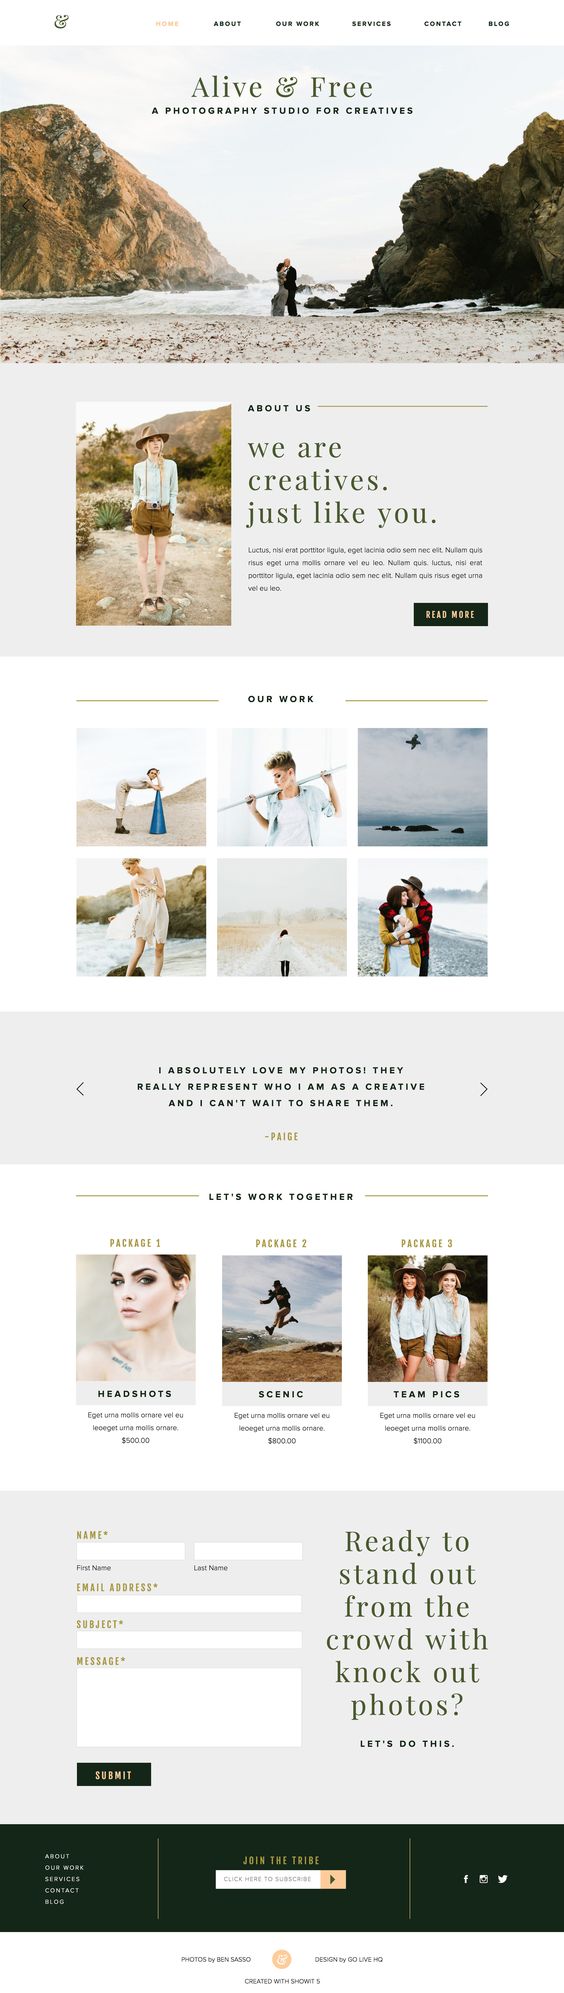 &
HOME ABOUT OUR WORK SERVICES CONTACT BLOG
Alive & Free
A PHOTOGRAPHY STUDIO FOR CREATIVES
ABOUT US
we are
creatives.
just like you.
Luctus, nisi erat porttitor ligula, eget lacinia odio sem nec elit. Nullam quis
risus eget urna mollis ornare vel eu leo. Nullam quis. luctus, nisi erat
porttitor ligula, eget lacinia odio sem nec elit. Nullam quis risus eget urna
vel eu leo.
READ MORE
OUR WORK
I ABSOLUTELY LOVE MY PHOTOS! THEY
REALLY REPRESENT WHO I AM AS A CREATIVE
AND I CAN'T WAIT TO SHARE THEM.
~PAIGE
LET'S WORK TOGETHER
PACKAGE 1
HEADSHOTS
Eget urna mollis ornare vel eu
leoeget urna mollis ornare.
$500.00
PACKAGE 2
SCENIC
Eget urna mollis ornare vel eu
leoeget urna mollis ornare.
$800.00
PACKAGE 3
TEAM PICS
Eget urna mollis ornare vel eu
leoeget urna mollis ornare.
$1100.00
NAME*
First Name Last Name
EMAIL ADDRESS*
SUBJECT*
MESSAGE*
SUBMIT
Ready to
stand out
from the
crowd with
knock out
photos?
LET'S DO THIS.
ABOUT
OUR WORK
SERVICES
CONTACT
BLOG
JOIN THE TRIBE
CLICK HERE TO SUBSCRIBE
PHOTOS by BEN SASSO & DESIGN by GO LIVE HQ
CREATED WITH SHOWIT 5